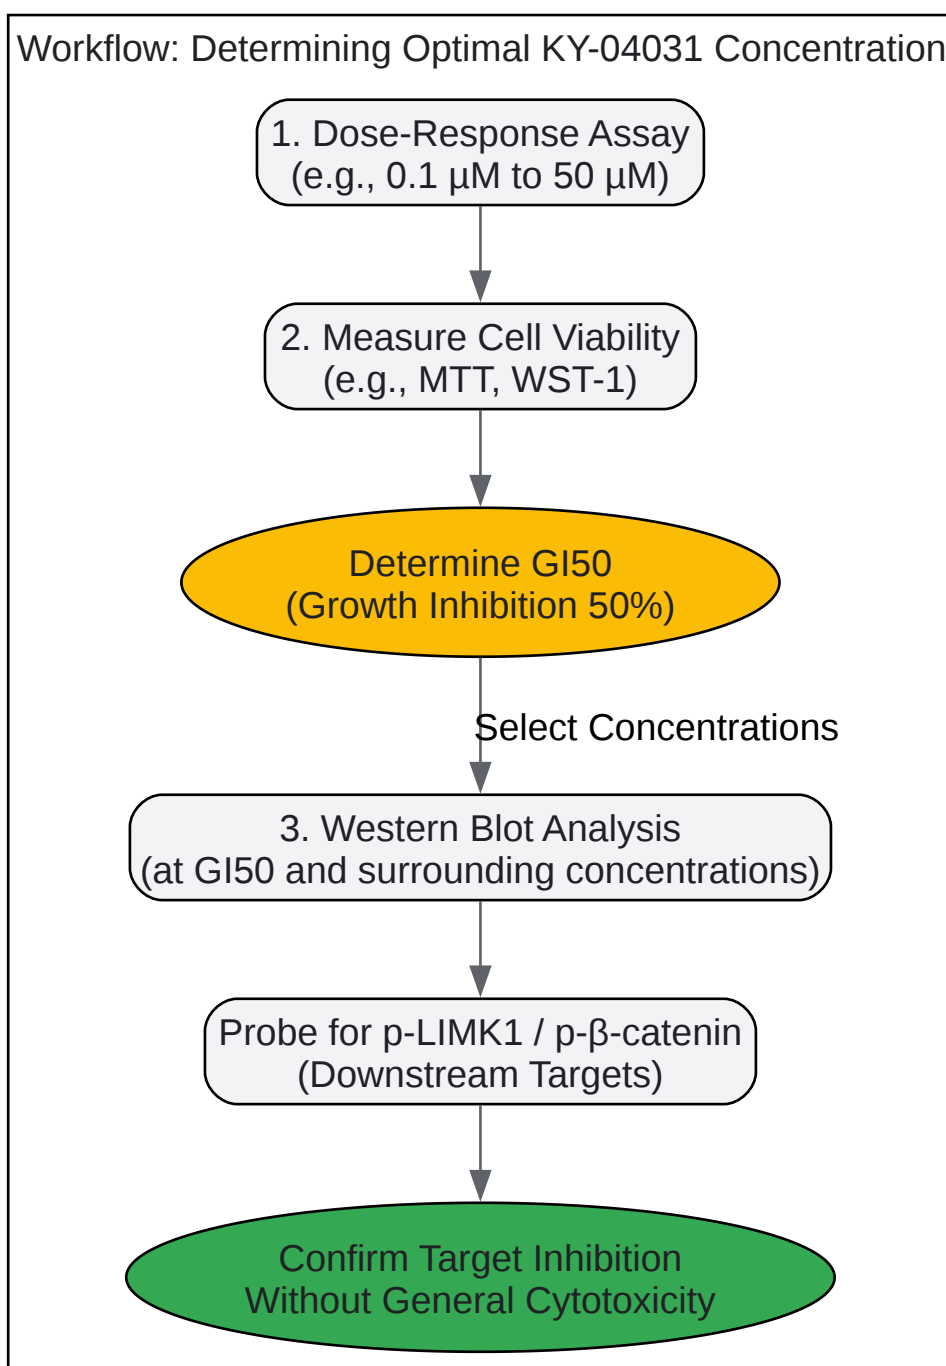 Workflow: Determining Optimal KY-04031 Concentration
1. Dose-Response Assay
(e.g., 0.1 µM to 50 µM)
2. Measure Cell Viability
(e.g., MTT, WST-1)
Determine GI50
(Growth Inhibition 50%)
Select Concentrations
3. Western Blot Analysis
(at GI50 and surrounding concentrations)
Probe for p-LIMK1 / p-β-catenin
(Downstream Targets)
Confirm Target Inhibition
Without General Cytotoxicity